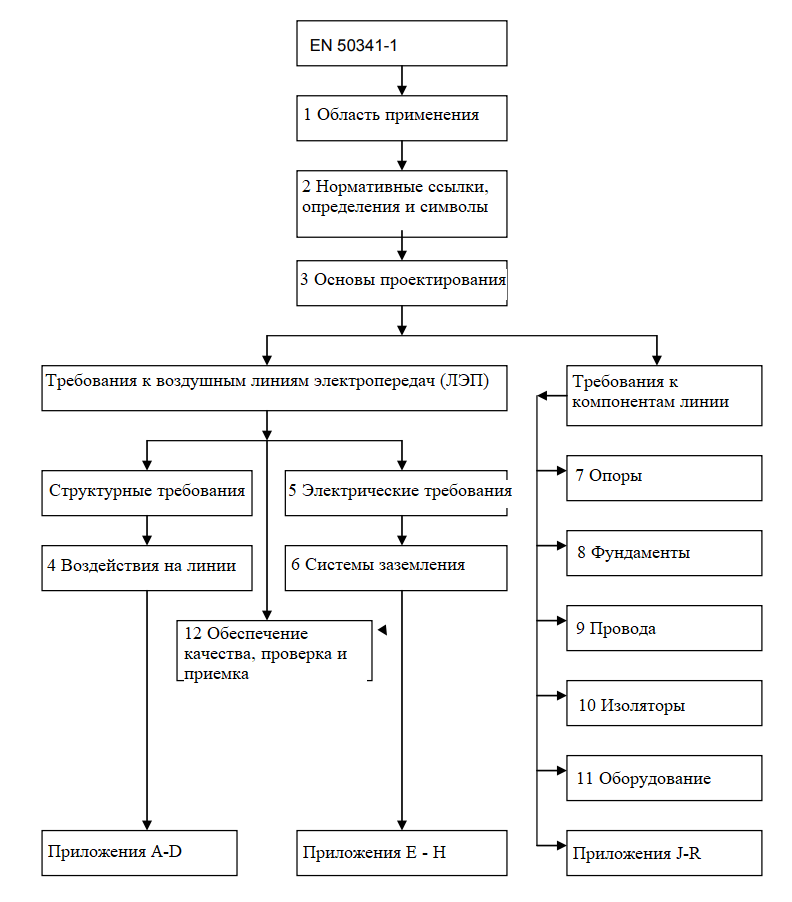 EN 50341-1
1 Область применения
2 Нормативные ссылки,
определения и символы
3 Основы проектирования
Требования к воздушным линиям электропередач (ЛЭП)
Требования к
компонентам линии
Структурные требования
5 Электрические требования
7 Опоры
4 Воздействия на линии
6 Системы заземления
8 Фундаменты
12 Обеспечение
качества, проверка и
приемка
9 Провода
10 Изоляторы
11 Оборудование
Приложения A-D
Приложения E - H
Приложения J-R